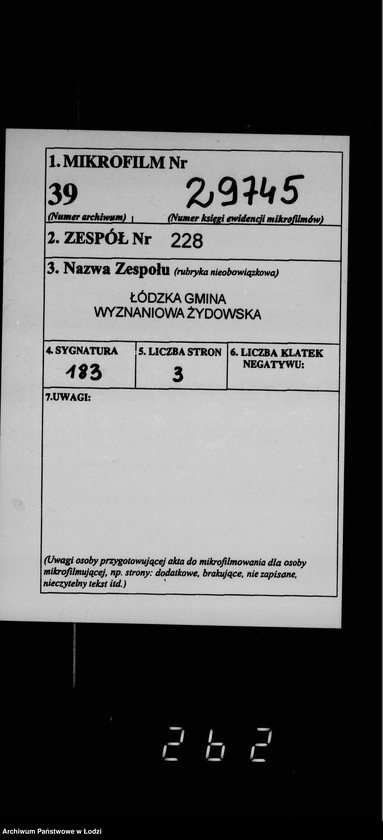 1. MIKROFILM Nr
39 29745
(Numer archiwum) (Numer księgi ewidencji mikrofilmów)
2. ZESPÓŁ Nr 228
3. Nazwa Zespołu (rubryka nieobowiązkowa)
ŁÓDZKA GMINA
WYZNANIOWA ŻYDOWSKA
4. SYGNATURA 5. LICZBA STRON 6. LICZBA KLATEK
NEGATYWU:
183 3
7.UWAGI:
(Uwagi osoby przygotowującej akta do mikrofilmowania dla osoby
mikrofilmującej, np. strony: dodatkowe, brakujące, nie zapisane,
nieczytelny tekst itd.)
262
Archiwum Państwowe w Łodzi